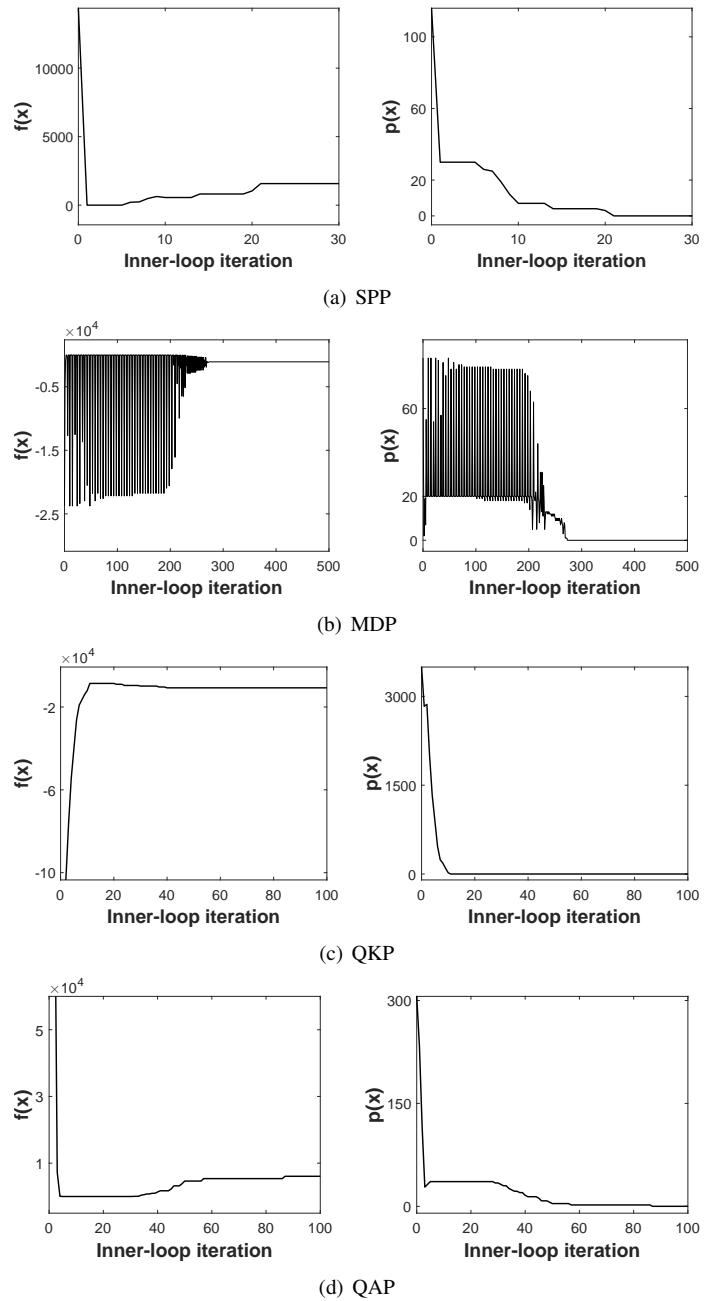 f(x)
10000
5000
0
0 10 20 30
Inner-loop iteration
p(x)
100
60
20
0
0 10 20 30
Inner-loop iteration
(a) SPP
×10^4
f(x)
-0.5
-1.5
-2.5
0 100 200 300 400 500
Inner-loop iteration
p(x)
60
20
0
0 100 200 300 400 500
Inner-loop iteration
(b) MDP
×10^4
f(x)
-2
-6
-10
0 20 40 60 80 100
Inner-loop iteration
p(x)
3000
1500
0
0 20 40 60 80 100
Inner-loop iteration
(c) QKP
×10^4
f(x)
5
3
1
0 20 40 60 80 100
Inner-loop iteration
p(x)
300
150
0
0 20 40 60 80 100
Inner-loop iteration
(d) QAP